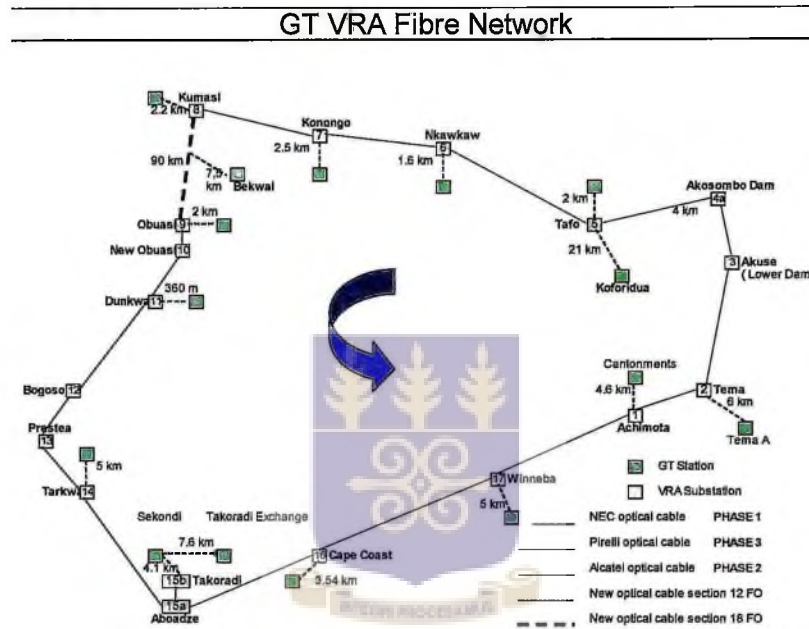 GT VRA Fibre Network
Kumasi
8
2.2 km
Konongo
7
2.5 km
Nkawkaw
6
1.6 km
90 km
7,5 km
Bekwai
2 km
Akosombo Dam
4a
4 km
Obuasi
9
2 km
Tafo
5
New Obuasi
10
21 km
3
Akuse
(Lower Dam
360 m
Koforidua
Dunkwa
11
Cantonments
4.6 km
2
Tema
Bogoso
12
6 km
1
Achimota
Prestea
13
Tema A
5 km
Tarkwa
14
17
Winneba
5 km
GT Station
VRA Substation
Sekondi
Takoradi Exchange
7.6 km
4.1 km
15b
Takoradi
Cape Coast
3.54 km
15a
Aboadze
NEC optical cable PHASE 1
Pirelli optical cable PHASE 3
Alcatel optical cable PHASE 2
New optical cable section 12 FO
New optical cable section 18 FO